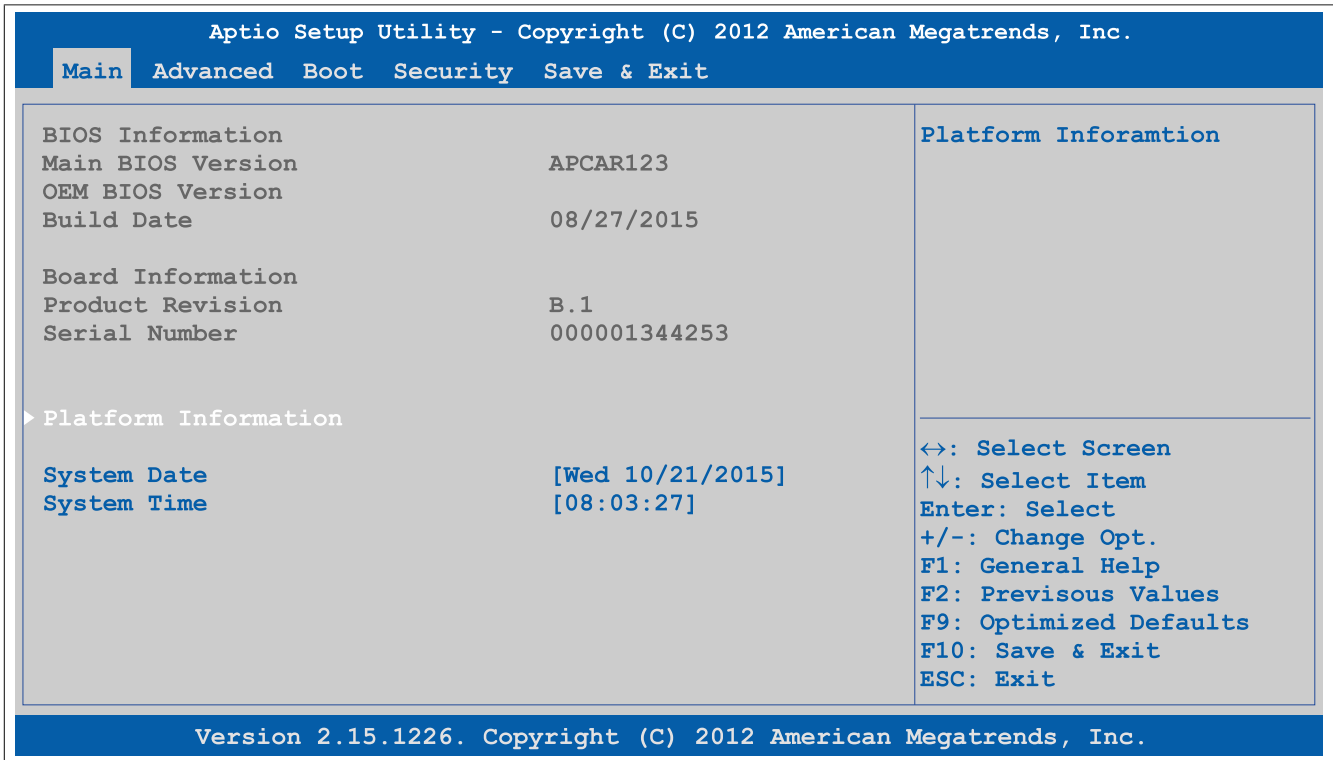 Aptio Setup Utility - Copyright (C) 2012 American Megatrends, Inc.
Main Advanced Boot Security Save & Exit
BIOS Information
Main BIOS Version APCAR123
OEM BIOS Version
Build Date 08/27/2015
Board Information
Product Revision B.1
Serial Number 000001344253
Platform Information
System Date [Wed 10/21/2015]
System Time [08:03:27]
Platform Inforamtion
↔: Select Screen
↑↓: Select Item
Enter: Select
+/-: Change Opt.
F1: General Help
F2: Previsous Values
F9: Optimized Defaults
F10: Save & Exit
ESC: Exit
Version 2.15.1226. Copyright (C) 2012 American Megatrends, Inc.